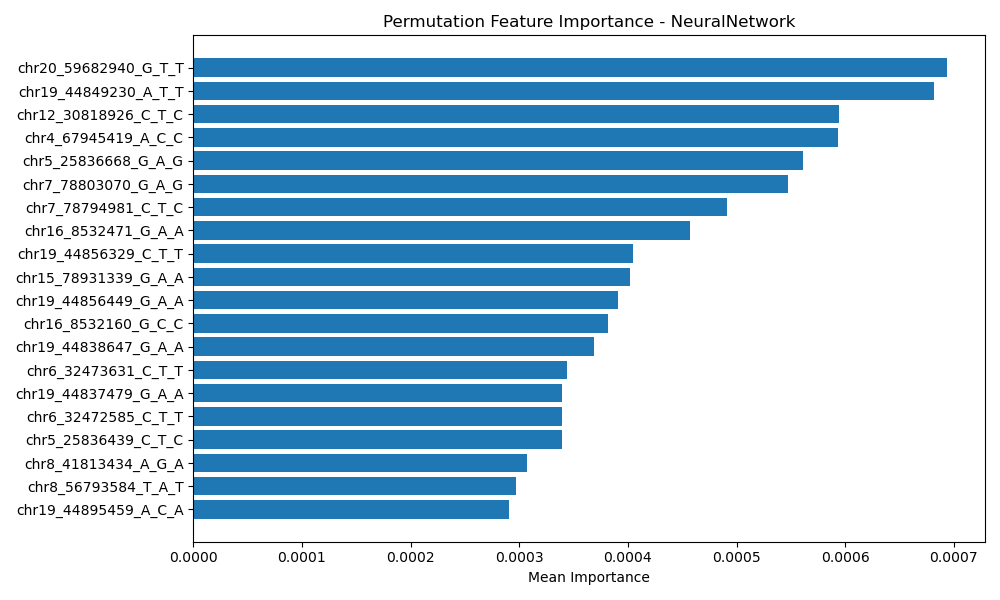 Permutation Feature Importance - NeuralNetwork
chr20_59682940_G_T_T
chr19_44849230_A_T_T
chr12_30818926_C_T_C
chr4_67945419_A_C_C
chr5_25836668_G_A_G
chr7_78803070_G_A_G
chr7_78794981_C_T_C
chr16_8532471_G_A_A
chr19_44856329_C_T_T
chr15_78931339_G_A_A
chr19_44856449_G_A_A
chr16_8532160_G_C_C
chr19_44838647_G_A_A
chr6_32473631_C_T_T
chr19_44837479_G_A_A
chr6_32472585_C_T_T
chr5_25836439_C_T_C
chr8_41813434_A_G_A
chr8_56793584_T_A_T
chr19_44895459_A_C_A
0.0000 0.0001 0.0002 0.0003 0.0004 0.0005 0.0006 0.0007
Mean Importance